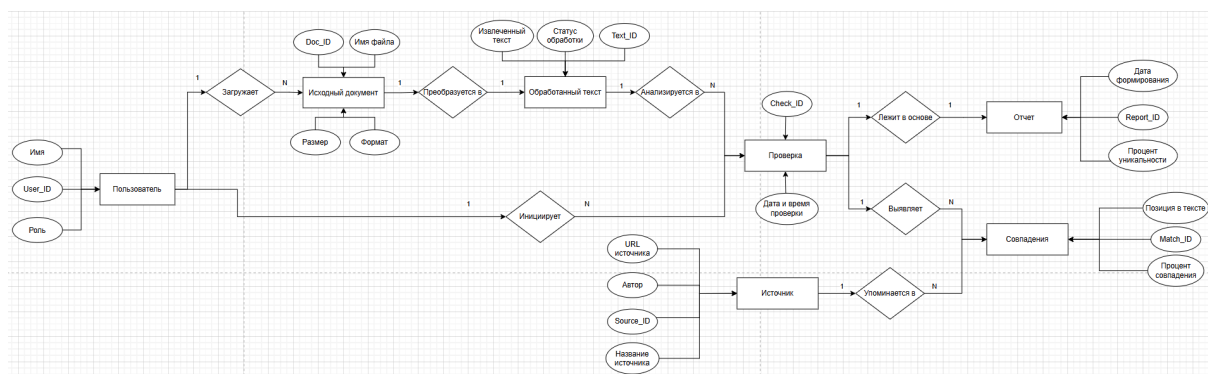 Извлеченный
текст
Статус
обработки
Text_ID
Doc_ID
Имя файла
Дата
формирования
1
Загружает
N
Исходный документ
1
Преобразуется в
1
Обработанный текст
1
Анализируется в
N
Check_ID
1
Лежит в основе
1
Отчет
Report_ID
Размер
Формат
Имя
Проверка
Процент
уникальности
User_ID
Пользователь
Роль
1
Инициирует
N
Дата и время
проверки
1
Выявляет
N
Позиция в тексте
Совпадения
Match_ID
URL
источника
Процент
совпадения
Автор
Источник
1
Упоминается в
N
Source_ID
Название
источника